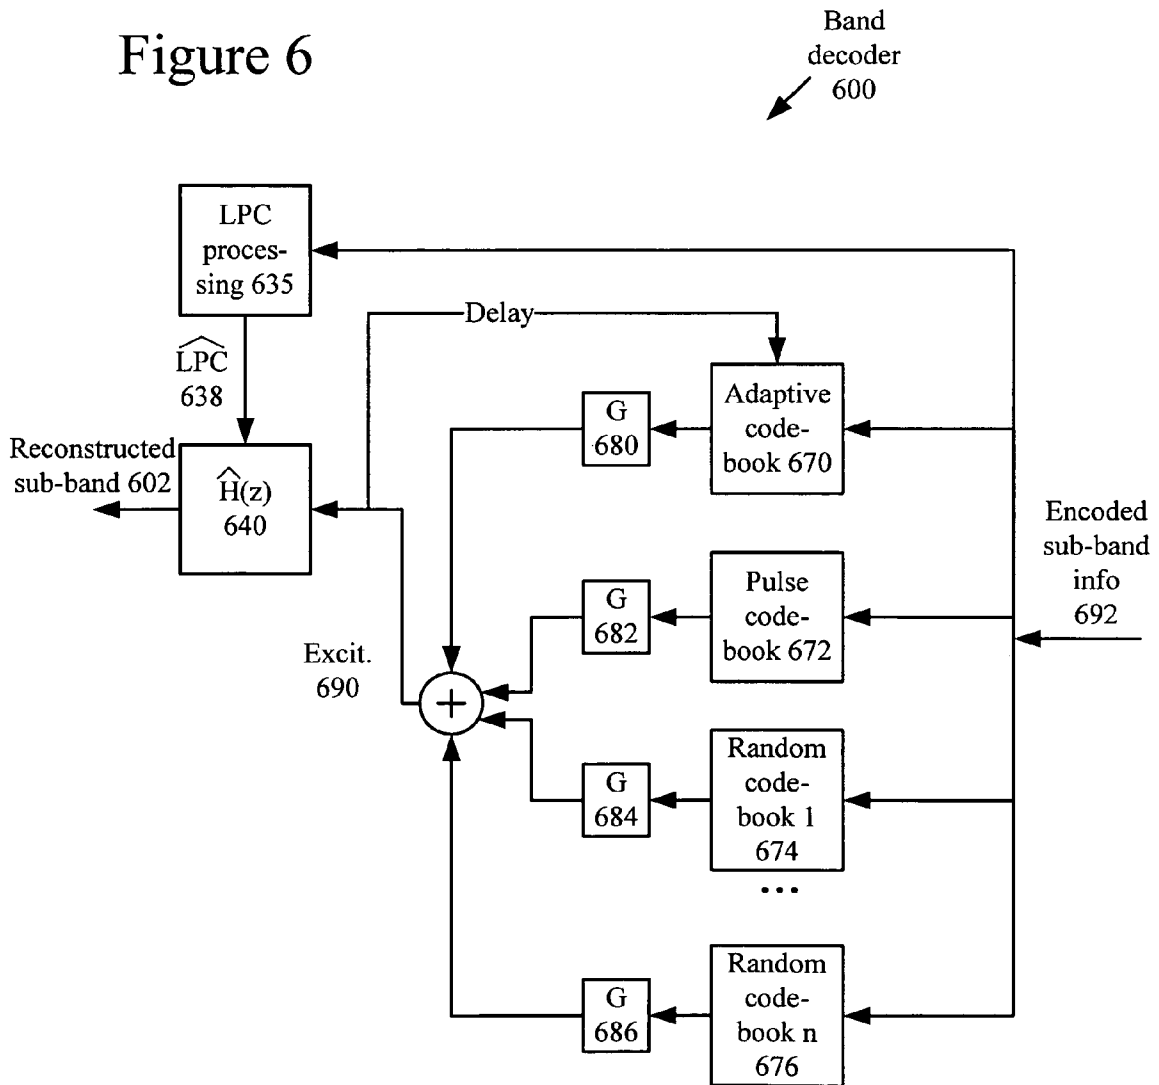 Figure 6
Band
decoder
600
LPC
proces-
sing 635
Delay
LPC
638
G
680
Adaptive
code-
book 670
Reconstructed
sub-band 602
Ĥ(z)
640
Encoded
sub-band
info
692
G
682
Pulse
code-
book 672
Excit.
690
+
G
684
Random
code-
book 1
674
...
G
686
Random
code-
book n
676